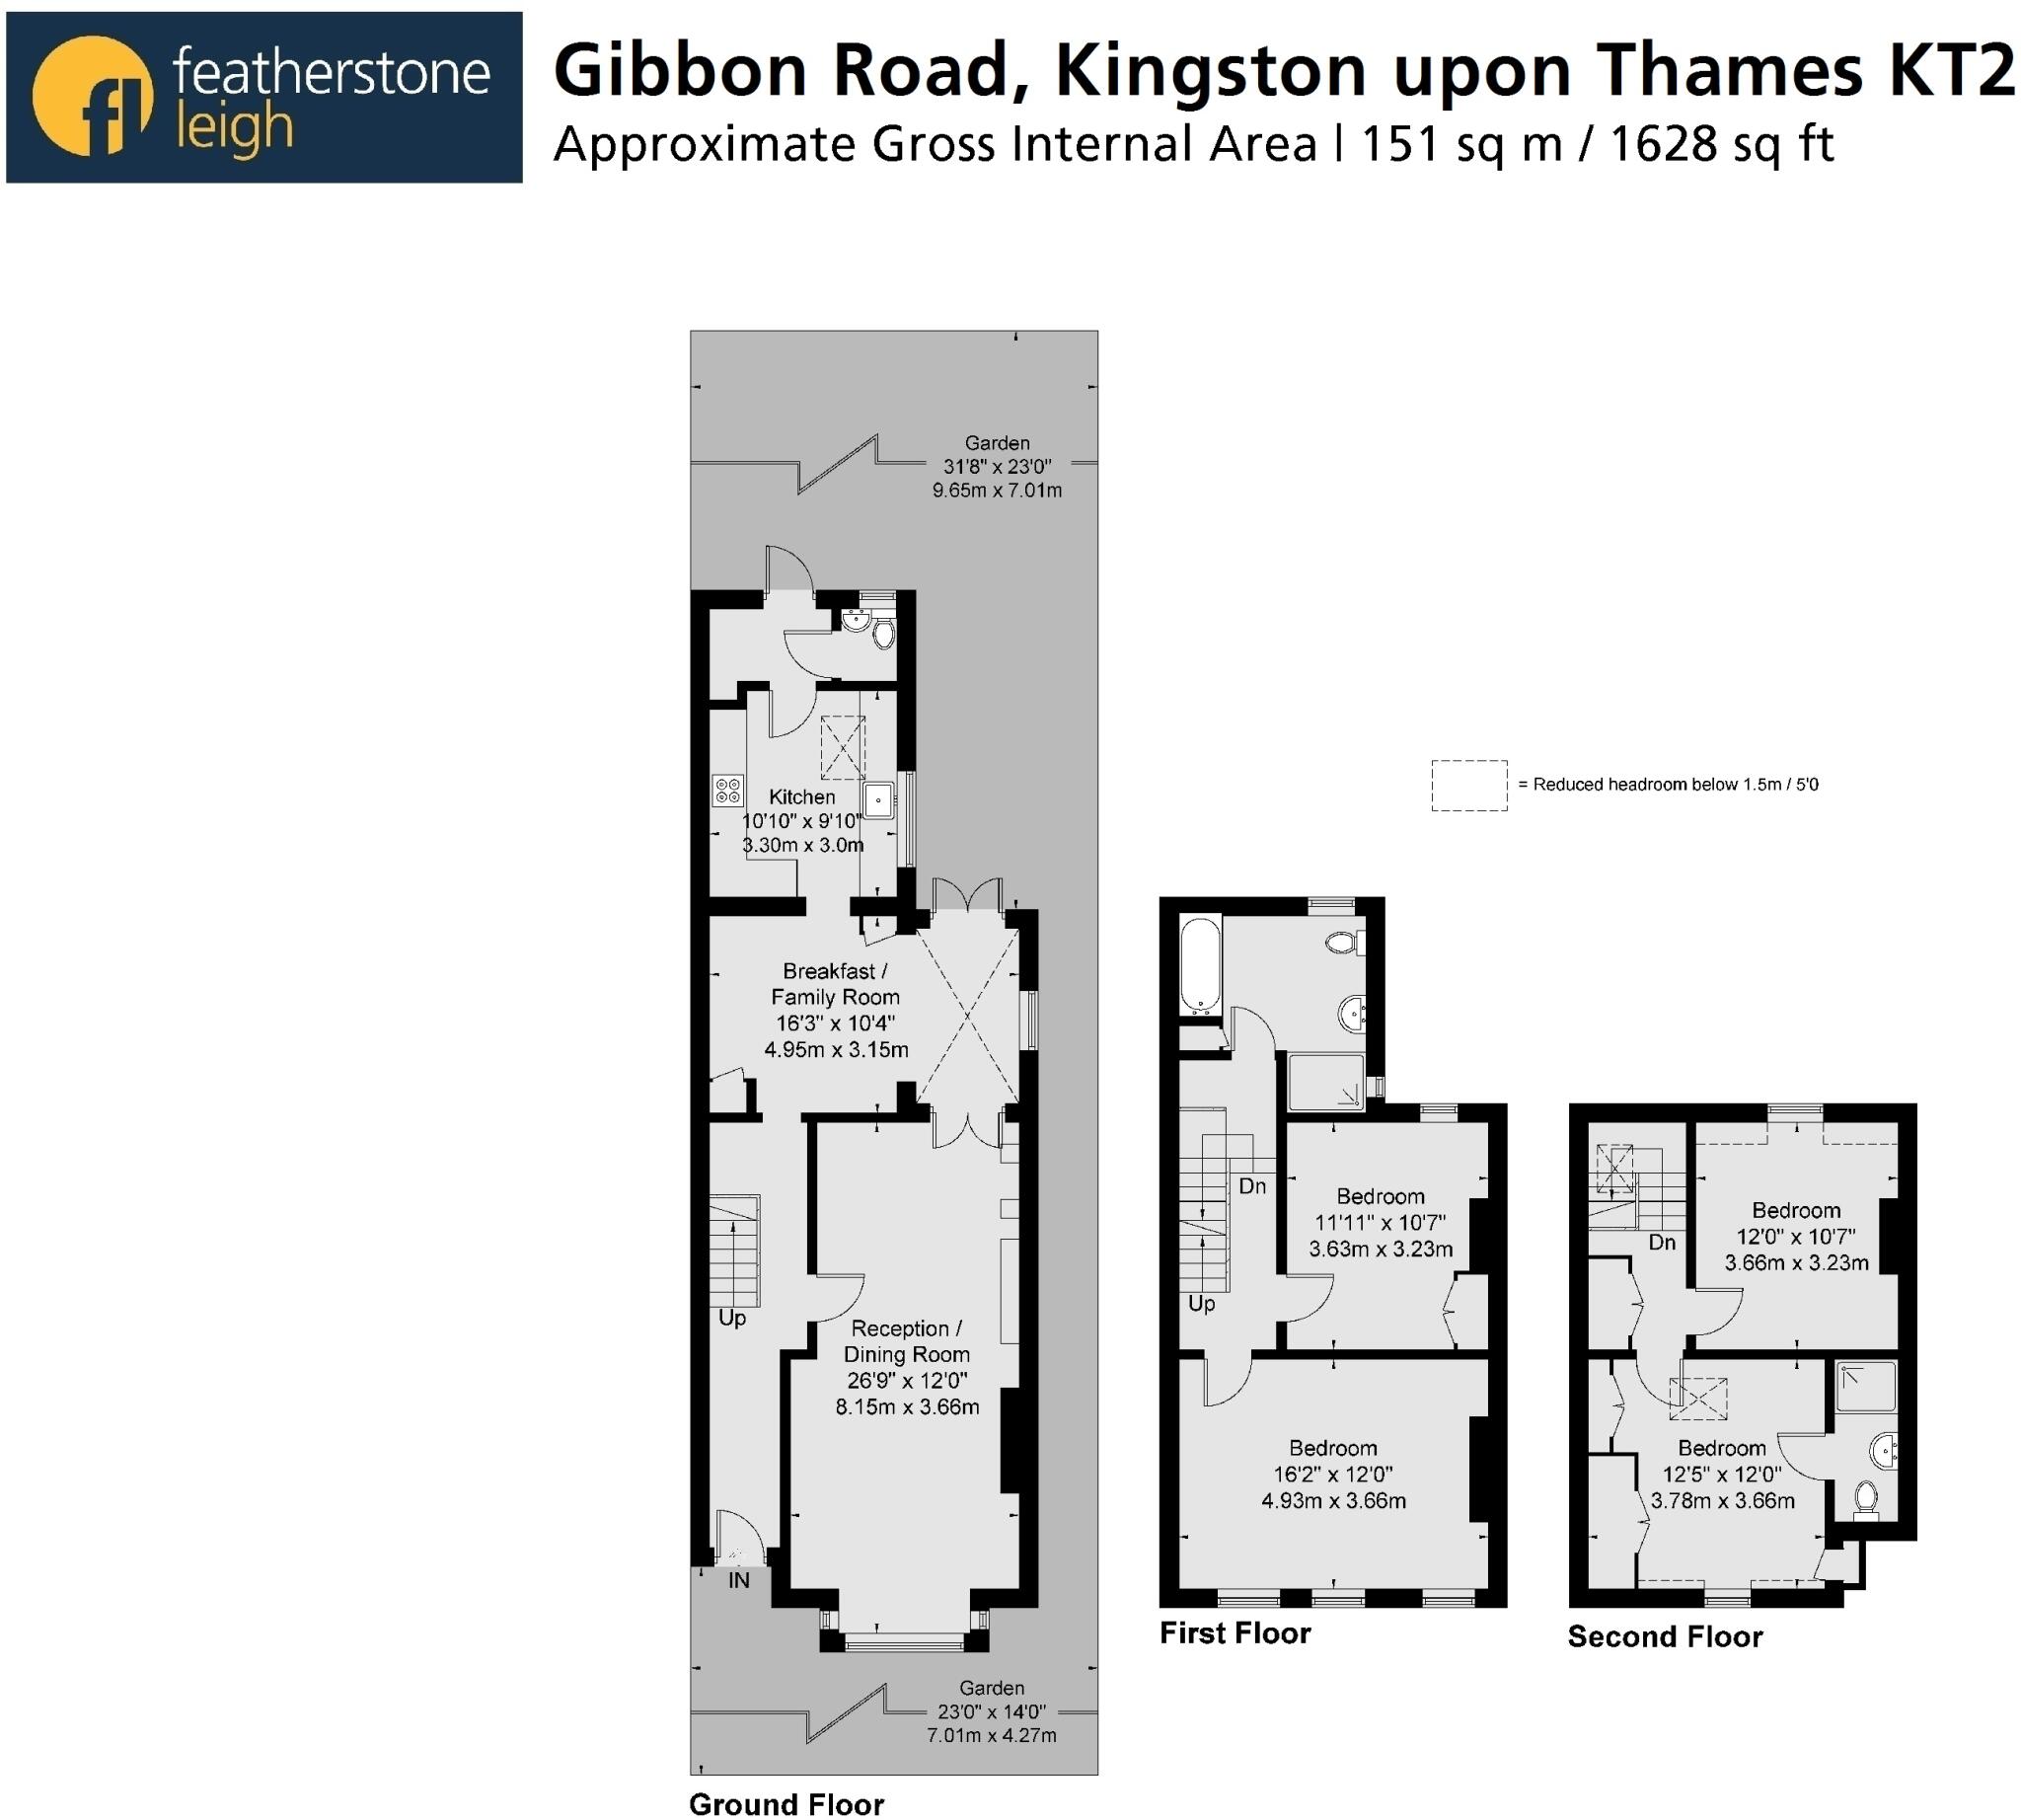 featherstone
leigh
Gibbon Road, Kingston upon Thames KT2
Approximate Gross Internal Area | 151 sq m / 1628 sq ft
Garden
31'8" x 23'0"
9.65m x 7.01m
Kitchen
10'10" x 9'10"
3.30m x 3.0m
Breakfast /
Family Room
16'3" x 10'4"
4.95m x 3.15m
Up
Reception /
Dining Room
26'9" x 12'0"
8.15m x 3.66m
IN
Garden
23'0" x 14'0"
7.01m x 4.27m
Ground Floor
= Reduced headroom below 1.5m / 5'0
Dn
Up
Bedroom
11'11" x 10'7"
3.63m x 3.23m
Bedroom
16'2" x 12'0"
4.93m x 3.66m
First Floor
Dn
Bedroom
12'0" x 10'7"
3.66m x 3.23m
Bedroom
12'5" x 12'0"
3.78m x 3.66m
Second Floor